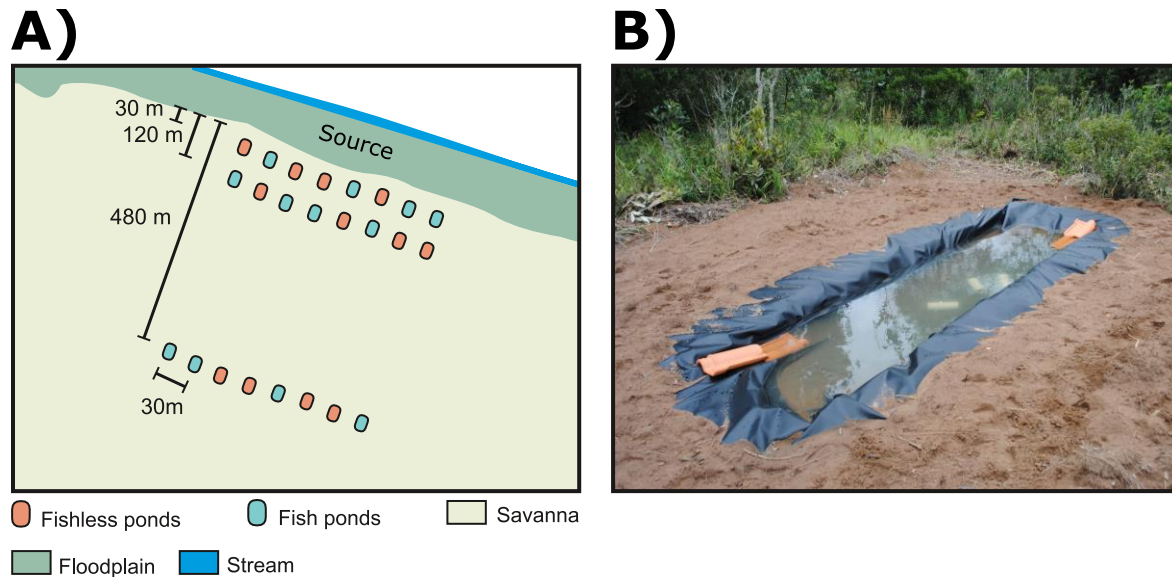 A)
B)
30 m
120 m
Source
480 m
30m
Fishless ponds
Fish ponds
Savanna
Floodplain
Stream